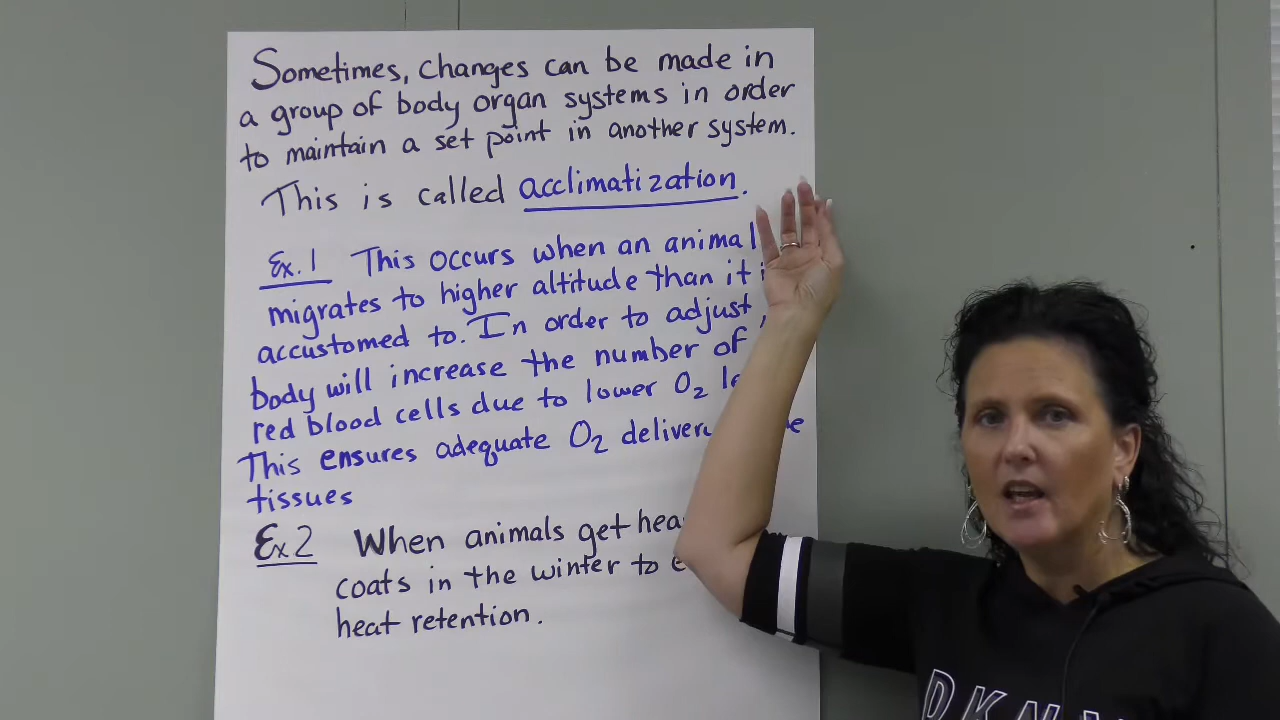 Sometimes, changes can be made in
a group of body organ systems in order
to maintain a set point in another system.
This is called acclimatization.
Ex. 1 This occurs when an animal
migrates to higher altitude than it
accustomed to. In order to adjust,
body will increase the number of
red blood cells due to lower O2
This ensures adequate O2
tissues
Ex 2 When animals get
coats in the winter to
heat retention.